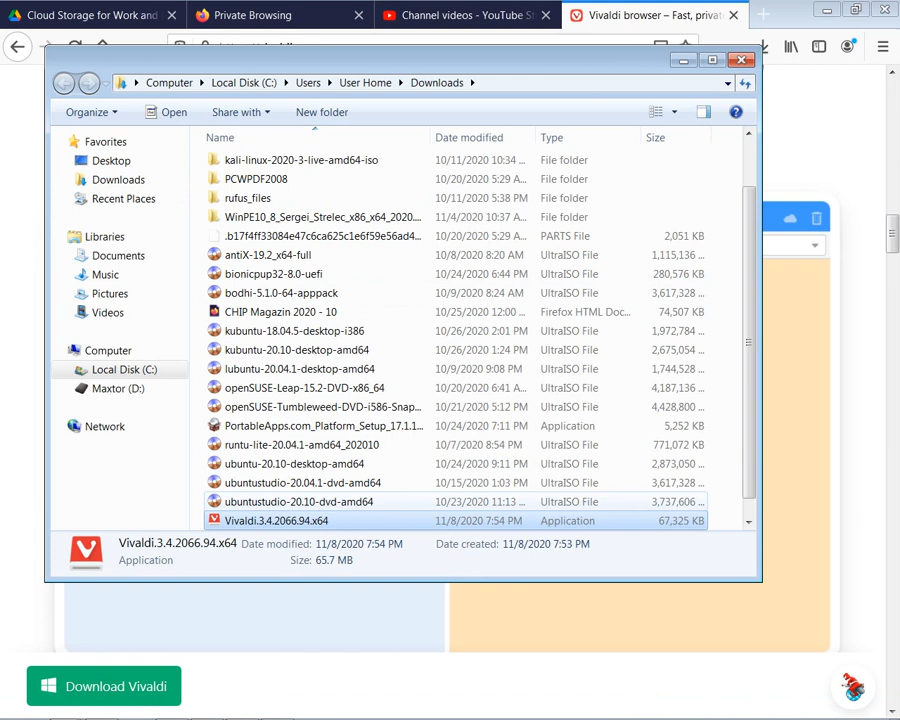 Cloud Storage for Work and
Private Browsing
Channel videos - YouTube S
Vivaldi browser – Fast, privat
Computer
Local Disk (C:)
Users
User Home
Downloads
Organize
Open
Share with
New folder
Favorites
Desktop
Downloads
Recent Places
Libraries
Documents
Music
Pictures
Videos
Computer
Local Disk (C:)
Maxtor (D:)
Network
Name Date modified Type Size
kali-linux-2020-3-live-amd64-iso 10/11/2020 10:34 ... File folder
PCWPDF2008 10/20/2020 5:29 A... File folder
rufus_files 10/11/2020 5:38 PM File folder
WinPE10_8_Sergei_Strelec_x86_x64_2020.... 11/4/2020 10:37 A... File folder
.b17f4ff33084e47c6ca625c1e6f59e56ad4... 10/20/2020 5:29 A... PARTS File 2,051 KB
antiX-19.2_x64-full 10/8/2020 8:20 AM UltraISO File 1,115,136 ...
bionicpup32-8.0-uefi 10/24/2020 6:44 PM UltraISO File 280,576 KB
bodhi-5.1.0-64-apppack 10/9/2020 8:24 AM UltraISO File 3,617,328 ...
CHIP Magazin 2020 - 10 10/25/2020 12:00 ... Firefox HTML Doc... 74,507 KB
kubuntu-18.04.5-desktop-i386 10/26/2020 2:01 PM UltraISO File 1,972,784 ...
kubuntu-20.10-desktop-amd64 10/26/2020 1:24 PM UltraISO File 2,675,054 ...
lubuntu-20.04.1-desktop-amd64 10/9/2020 9:08 PM UltraISO File 1,744,528 ...
openSUSE-Leap-15.2-DVD-x86_64 10/20/2020 6:41 A... UltraISO File 4,187,136 ...
openSUSE-Tumbleweed-DVD-i586-Snap... 10/21/2020 5:12 PM UltraISO File 4,428,800 ...
PortableApps.com_Platform_Setup_17.1.1... 10/24/2020 7:11 PM Application 5,252 KB
runtu-lite-20.04.1-amd64_202010 10/7/2020 8:54 PM UltraISO File 771,072 KB
ubuntu-20.10-desktop-amd64 10/24/2020 9:11 PM UltraISO File 2,873,050 ...
ubuntustudio-20.04.1-dvd-amd64 10/15/2020 1:03 PM UltraISO File 3,617,328 ...
ubuntustudio-20.10-dvd-amd64 10/23/2020 11:13 ... UltraISO File 3,737,606 ...
Vivaldi.3.4.2066.94.x64 11/8/2020 7:54 PM Application 67,325 KB
Vivaldi.3.4.2066.94.x64 Date modified: 11/8/2020 7:54 PM Date created: 11/8/2020 7:53 PM
Application Size: 65.7 MB
Download Vivaldi